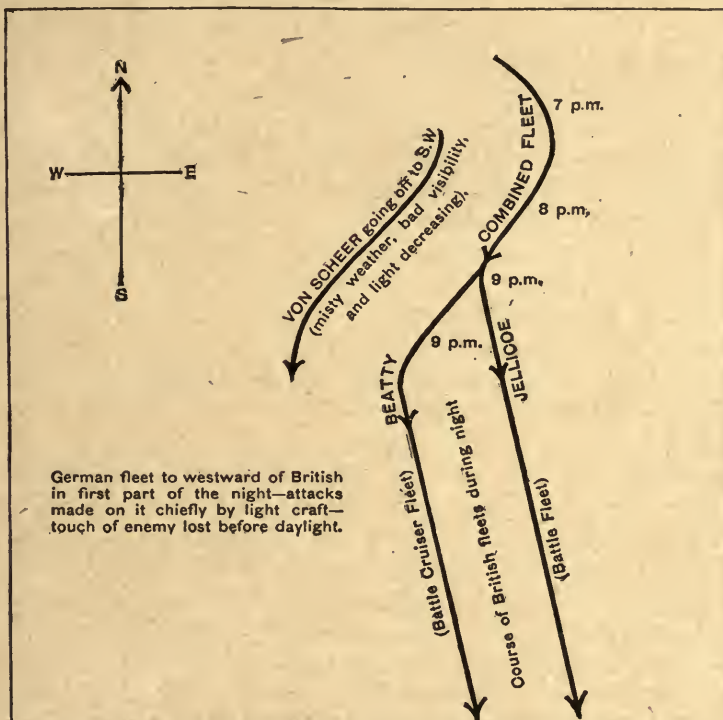 N
W E
S
7 p.m.
COMBINED FLEET
8 p.m.
VON SCHEER going off to S.W
(misty weather, bad visibility,
and light decreasing).
9 p.m.
9 p.m.
BEATTY
JELLICOE
German fleet to westward of British
in first part of the night—attacks
made on it chiefly by light craft—
touch of enemy lost before daylight.
(Battle Cruiser Fleet)
Course of British fleets during night
(Battle Fleet)